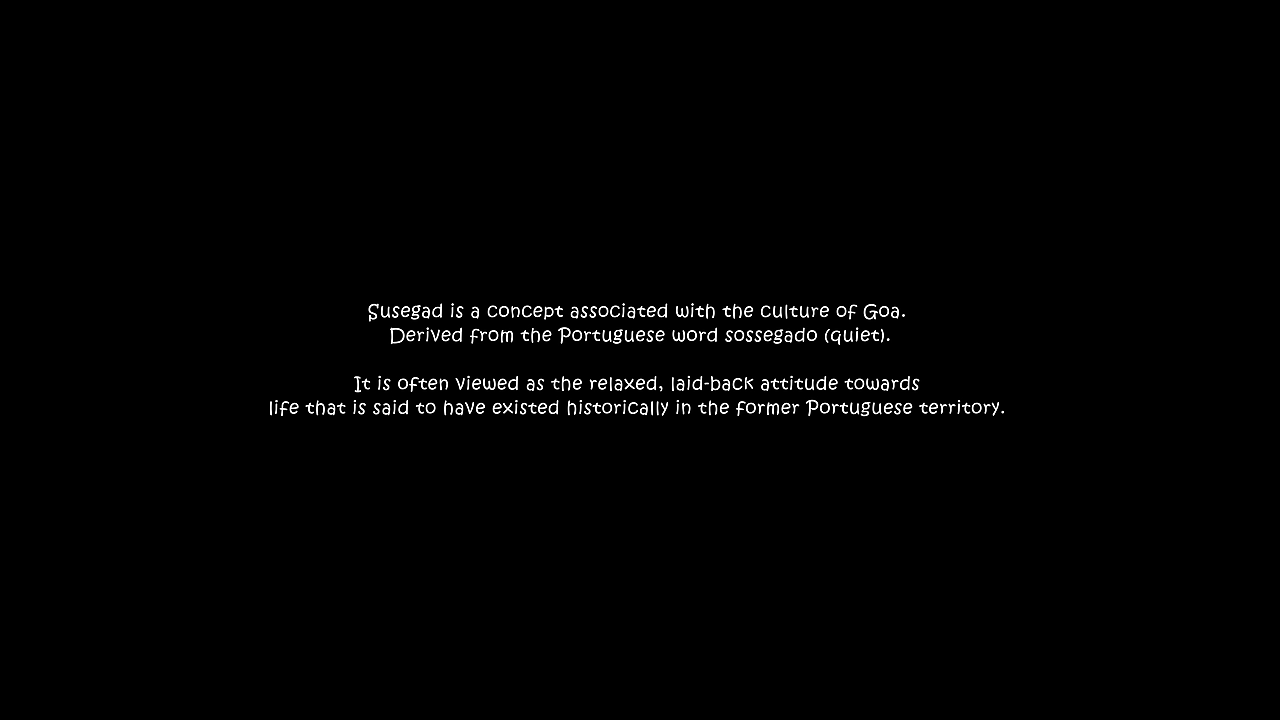 Susegad is a concept associated with the culture of Goa.
Derived from the Portuguese word sossegado (quiet).
It is often viewed as the relaxed, laid-back attitude towards
life that is said to have existed historically in the former Portuguese territory.